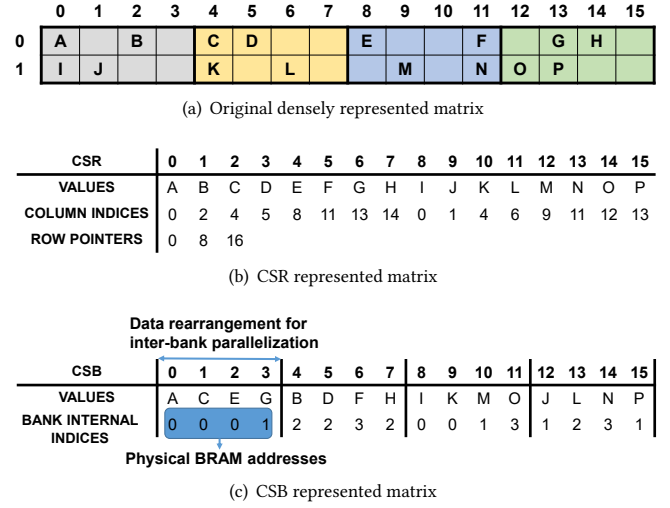 0 1 2 3 4 5 6 7 8 9 10 11 12 13 14 15
0 A B C D E F G H
1 I J K L M N O P
(a) Original densely represented matrix
CSR 0 1 2 3 4 5 6 7 8 9 10 11 12 13 14 15
VALUES A B C D E F G H I J K L M N O P
COLUMN INDICES 0 2 4 5 8 11 13 14 0 1 4 6 9 11 12 13
ROW POINTERS 0 8 16
(b) CSR represented matrix
Data rearrangement for
inter-bank parallelization
CSB 0 1 2 3 4 5 6 7 8 9 10 11 12 13 14 15
VALUES A C E G B D F H I K M O J L N P
BANK INTERNAL 0 0 0 1 2 2 3 2 0 0 1 3 1 2 3 1
INDICES
Physical BRAM addresses
(c) CSB represented matrix